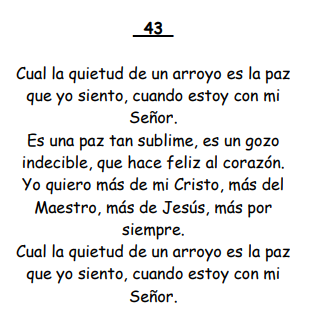 43
Cual la quietud de un arroyo es la paz
que yo siento, cuando estoy con mi
Señor.
Es una paz tan sublime, es un gozo
indecible, que hace feliz al corazón.
Yo quiero más de mi Cristo, más del
Maestro, más de Jesús, más por
siempre.
Cual la quietud de un arroyo es la paz
que yo siento, cuando estoy con mi
Señor.